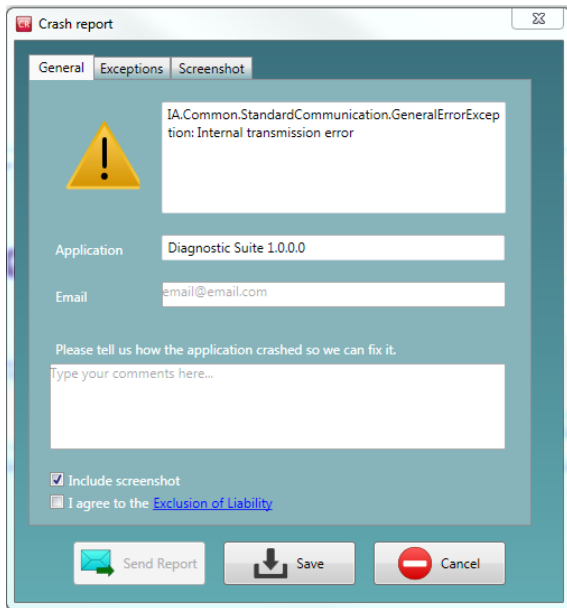 CR Crash report
General Exceptions Screenshot
IA.Common.StandardCommunication.GeneralErrorExcep
tion: Internal transmission error
Application Diagnostic Suite 1.0.0.0
Email email@email.com
Please tell us how the application crashed so we can fix it.
Type your comments here...
Include screenshot
I agree to the Exclusion of Liability
Send Report Save Cancel